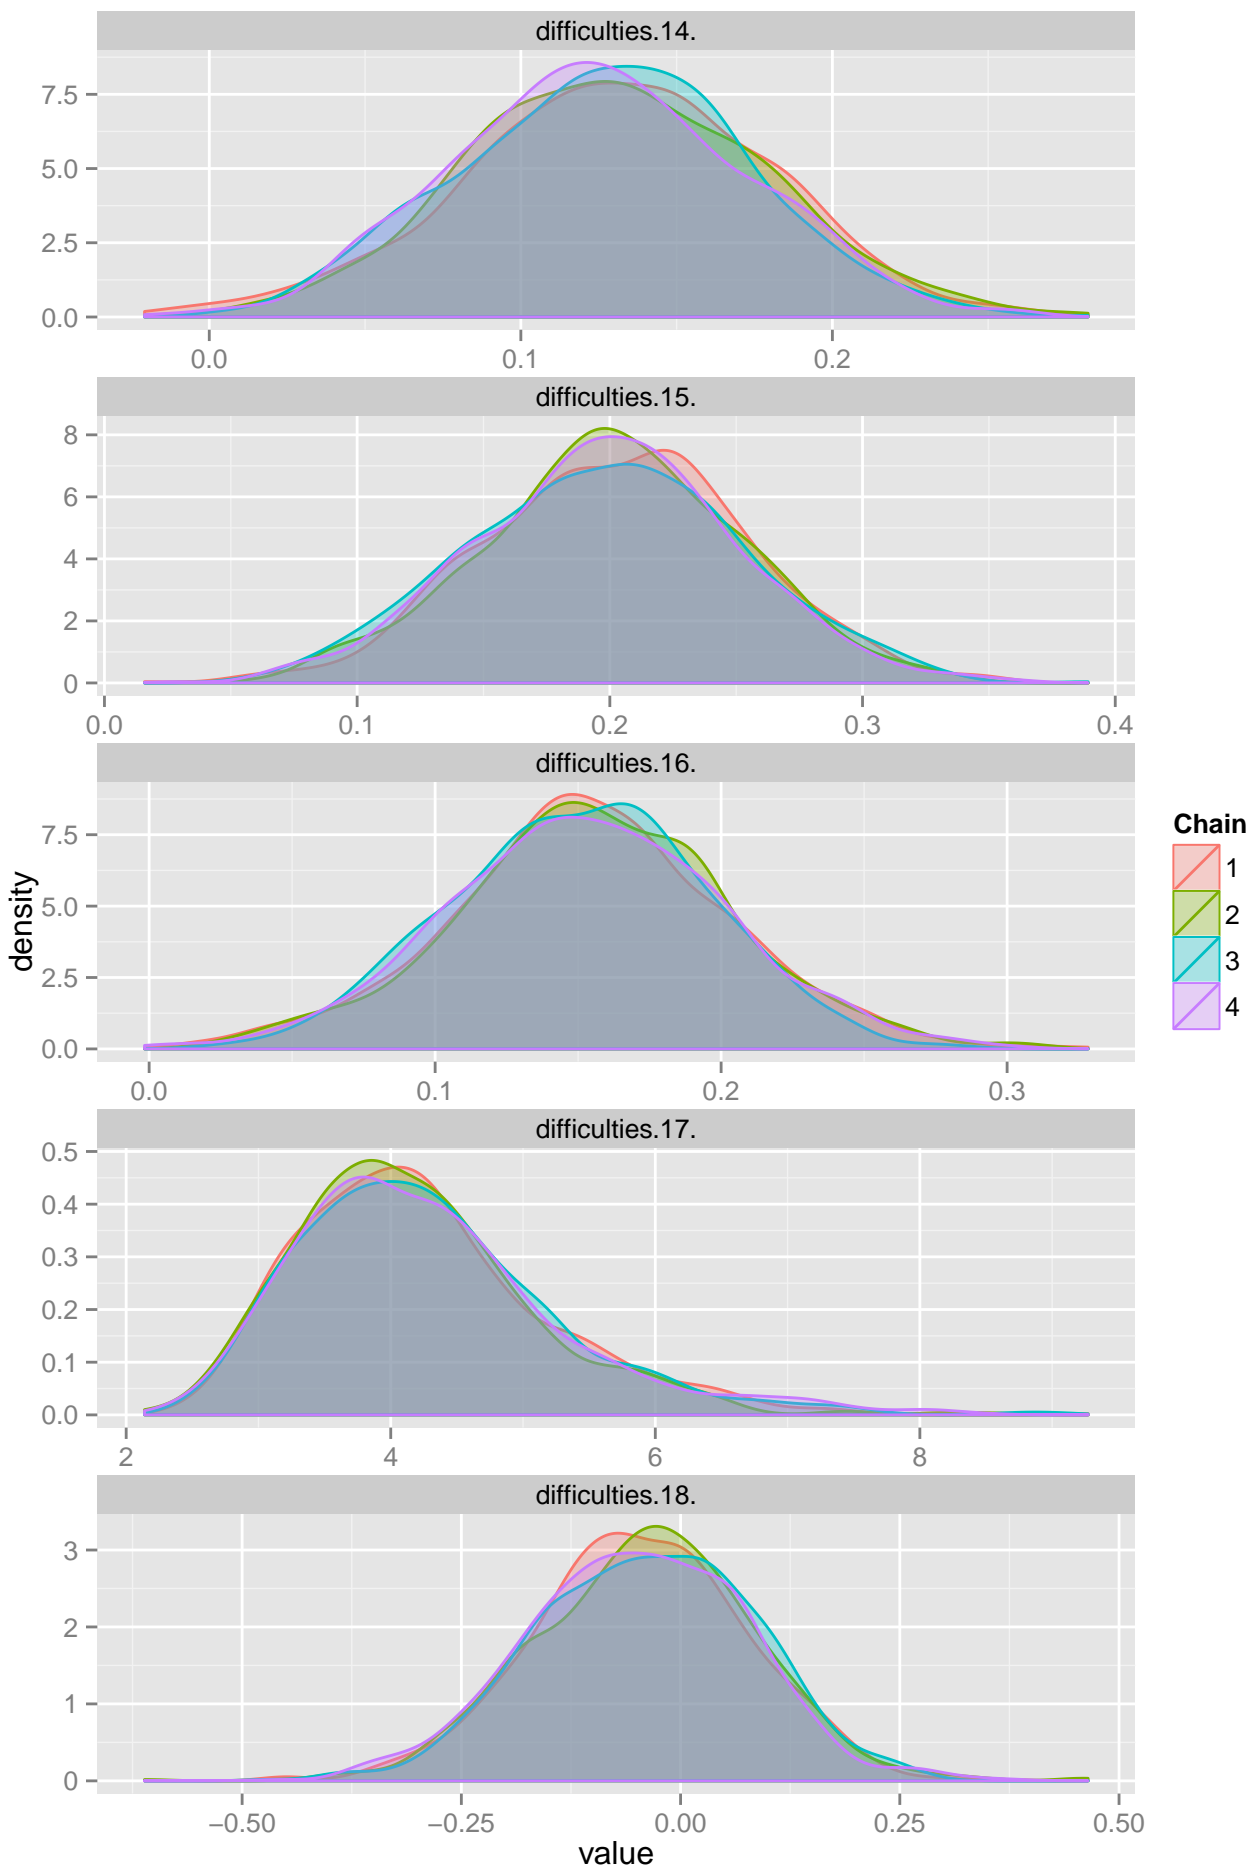 difficulties.14.
7.5
5.0
2.5
0.0
0.0 0.1 0.2
difficulties.15.
8
6
4
2
0
0.0 0.1 0.2 0.3 0.4
difficulties.16.
7.5
5.0
2.5
0.0
0.0 0.1 0.2 0.3
difficulties.17.
0.5
0.4
0.3
0.2
0.1
0.0
2 4 6 8
difficulties.18.
3
2
1
0
−0.50 −0.25 0.00 0.25 0.50
value
density
Chain
1
2
3
4